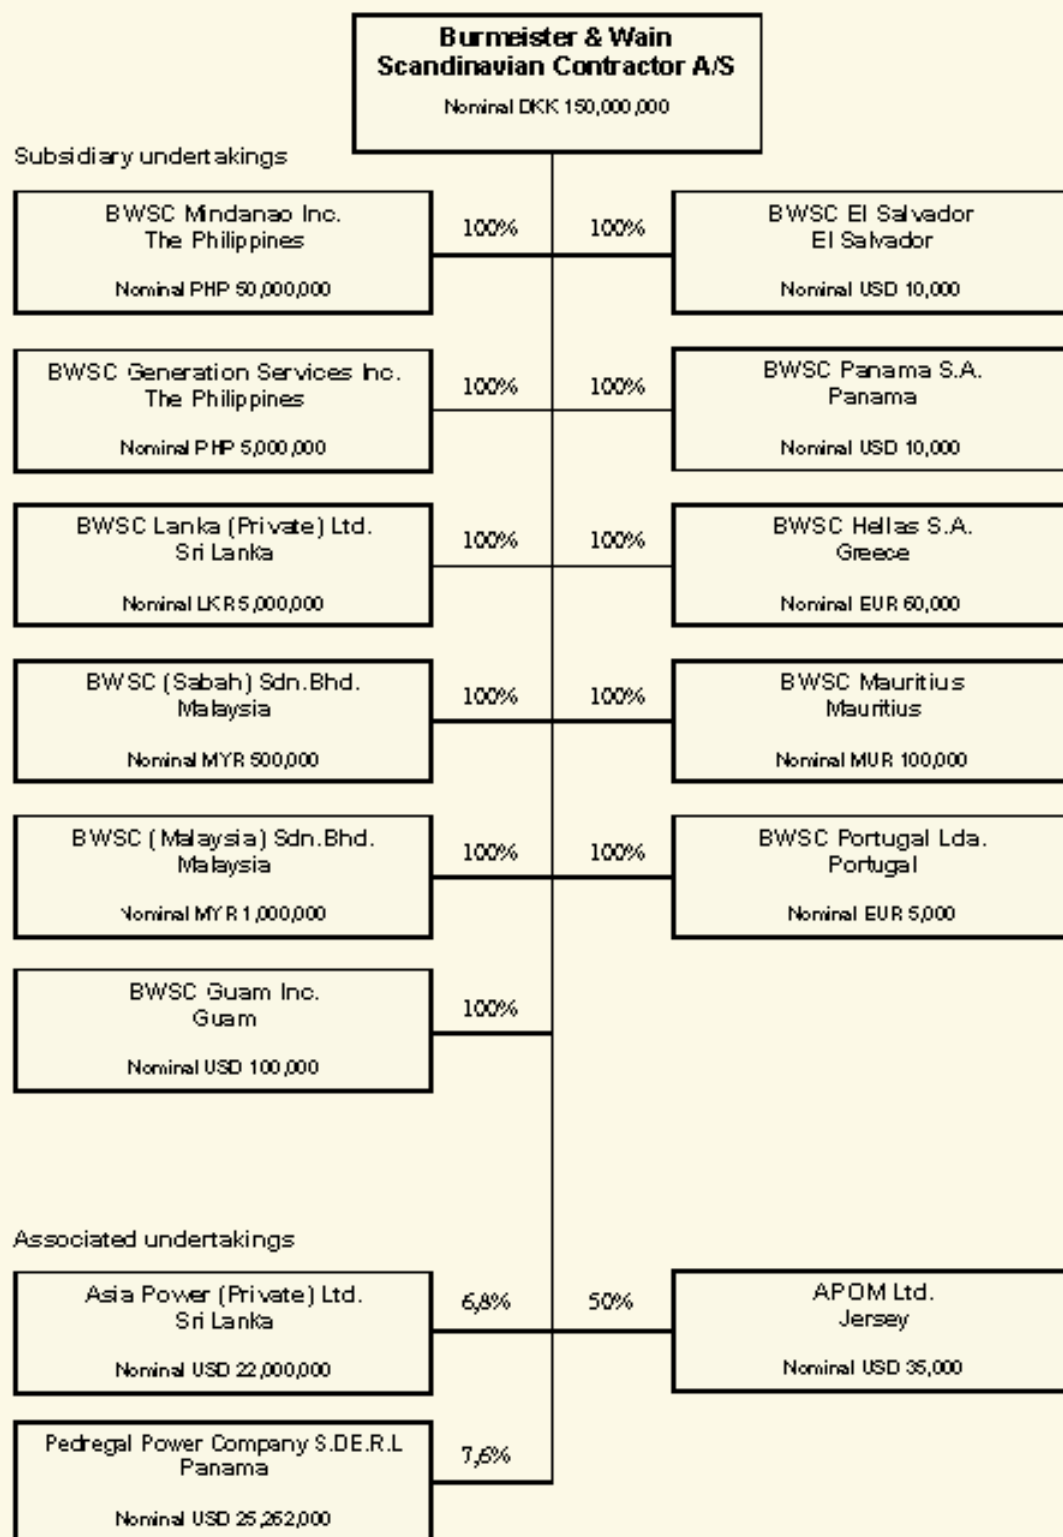 Burmeister & Wain
Scandinavian Contractor A/S
Nominal DKK 150,000,000
Subsidiary undertakings
BWSC Mindanao Inc.
The Philippines
Nominal PHP 50,000,000
100%
100%
BWSC El Salvador
El Salvador
Nominal USD 10,000
BWSC Generation Services Inc.
The Philippines
Nominal PHP 5,000,000
100%
100%
BWSC Panama S.A.
Panama
Nominal USD 10,000
BWSC Lanka (Private) Ltd.
Sri Lanka
Nominal LKR 5,000,000
100%
100%
BWSC Hellas S.A.
Greece
Nominal EUR 60,000
BWSC (Sabah) Sdn.Bhd.
Malaysia
Nominal MYR 500,000
100%
100%
BWSC Mauritius
Mauritius
Nominal MUR 100,000
BWSC (Malaysia) Sdn.Bhd.
Malaysia
Nominal MYR 1,000,000
100%
100%
BWSC Portugal Lda.
Portugal
Nominal EUR 5,000
BWSC Guam Inc.
Guam
Nominal USD 100,000
100%
Associated undertakings
Asia Power (Private) Ltd.
Sri Lanka
Nominal USD 22,000,000
6,8%
50%
APOM Ltd.
Jersey
Nominal USD 35,000
Pedregal Power Company S.DE.R.L
Panama
Nominal USD 25,262,000
7,6%